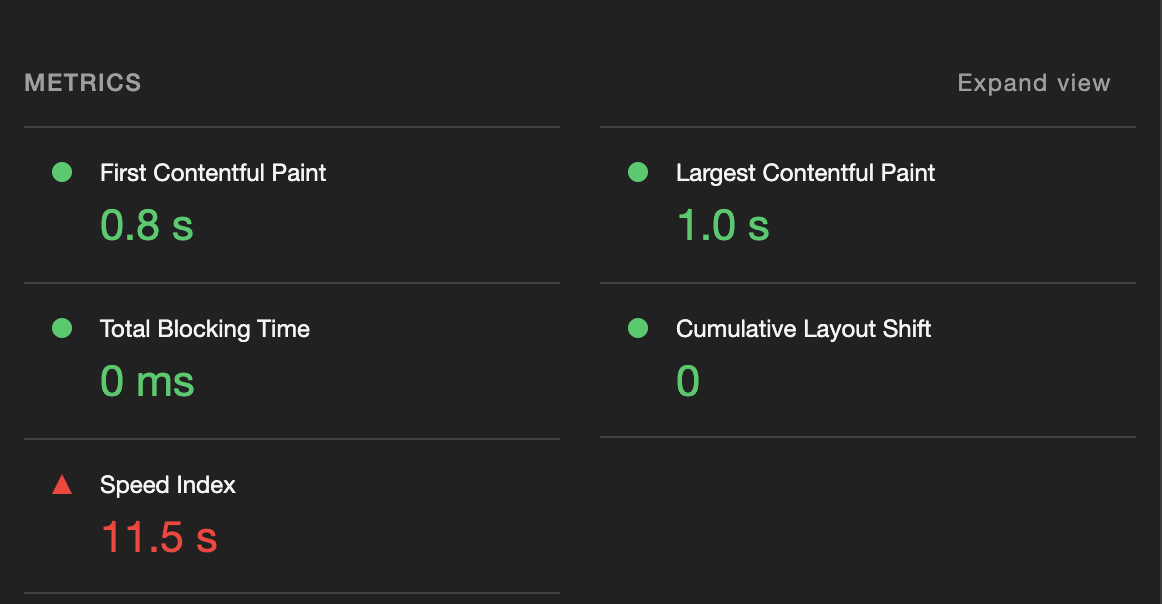 METRICS
Expand view
First Contentful Paint
0.8 s
Largest Contentful Paint
1.0 s
Total Blocking Time
0 ms
Cumulative Layout Shift
0
Speed Index
11.5 s